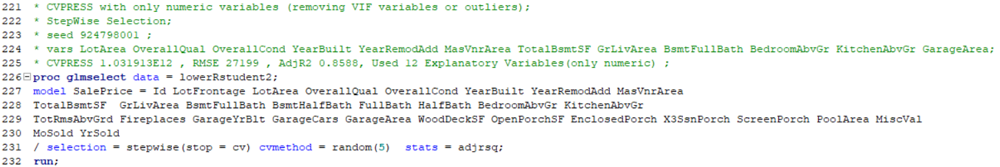 221 * CVPRESS with only numeric variables (removing VIF variables or outliers);
222 * StepWise Selection;
223 * seed 924798001 ;
224 * vars LotArea OverallQual OverallCond YearBuilt YearRemodAdd MasVnrArea TotalBsmtSF GrLivArea BsmtFullBath BedroomAbvGr KitchenAbvGr GarageArea;
225 * CVPRESS 1.031913E12 , RMSE 27199 , AdjR2 0.8588, Used 12 Explanatory Variables(only numeric) ;
226 proc glmselect data = lowerRstudent2;
227 model SalePrice = Id LotFrontage LotArea OverallQual OverallCond YearBuilt YearRemodAdd MasVnrArea
228 TotalBsmtSF  GrLivArea BsmtFullBath BsmtHalfBath FullBath HalfBath BedroomAbvGr KitchenAbvGr
229 TotRmsAbvGrd Fireplaces GarageYrBlt GarageCars GarageArea WoodDeckSF OpenPorchSF EnclosedPorch X3SsnPorch ScreenPorch PoolArea MiscVal
230 MoSold YrSold
231 / selection = stepwise(stop = cv) cvmethod = random(5)  stats = adjrsq;
232 run;